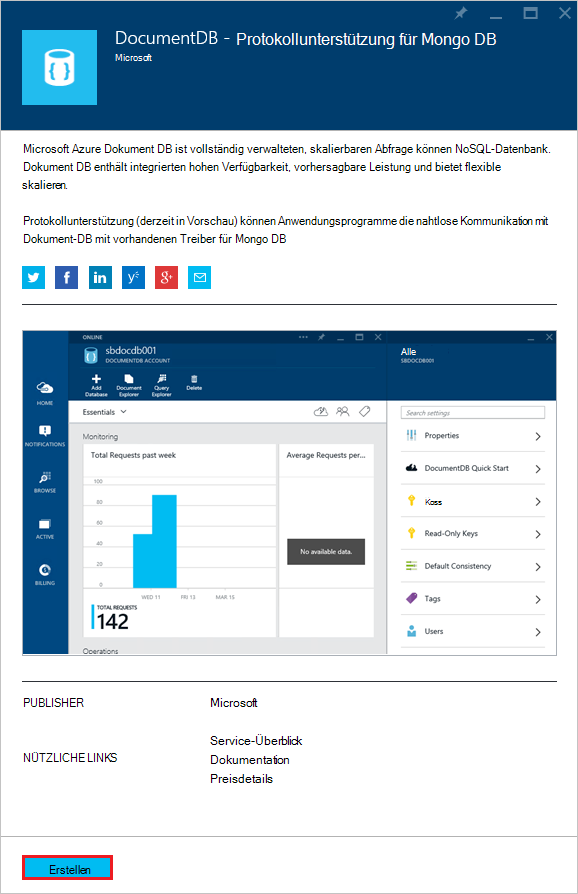 DocumentDB - Protokollunterstützung für Mongo DB
Microsoft
Microsoft Azure Dokument DB ist vollständig verwalteten, skalierbaren Abfrage können NoSQL-Datenbank.
Dokument DB enthält integrierten hohen Verfügbarkeit, vorhersagbare Leistung und bietet flexible
skalieren.
Protokollunterstützung (derzeit in Vorschau) können Anwendungsprogramme die nahtlose Kommunikation mit
Dokument-DB mit vorhandenen Treiber für Mongo DB
ONLINE
sbdocdb001
DOCUMENTDB ACCOUNT
Add Database
Document Explorer
Query Explorer
Delete
HOME
NOTIFICATIONS
BROWSE
ACTIVE
BILLING
Essentials
Monitoring
Total Requests past week
100
80
60
40
20
0
WED 11 FRI 13 MAR 15
TOTAL REQUESTS
142
Average Requests per...
No available data.
Operations
Alle
SBDOCDB001
Search settings
Properties
DocumentDB Quick Start
Koss
Read-Only Keys
Default Consistency
Tags
Users
PUBLISHER
Microsoft
NÜTZLICHE LINKS
Service-Überblick
Dokumentation
Preisdetails
Erstellen